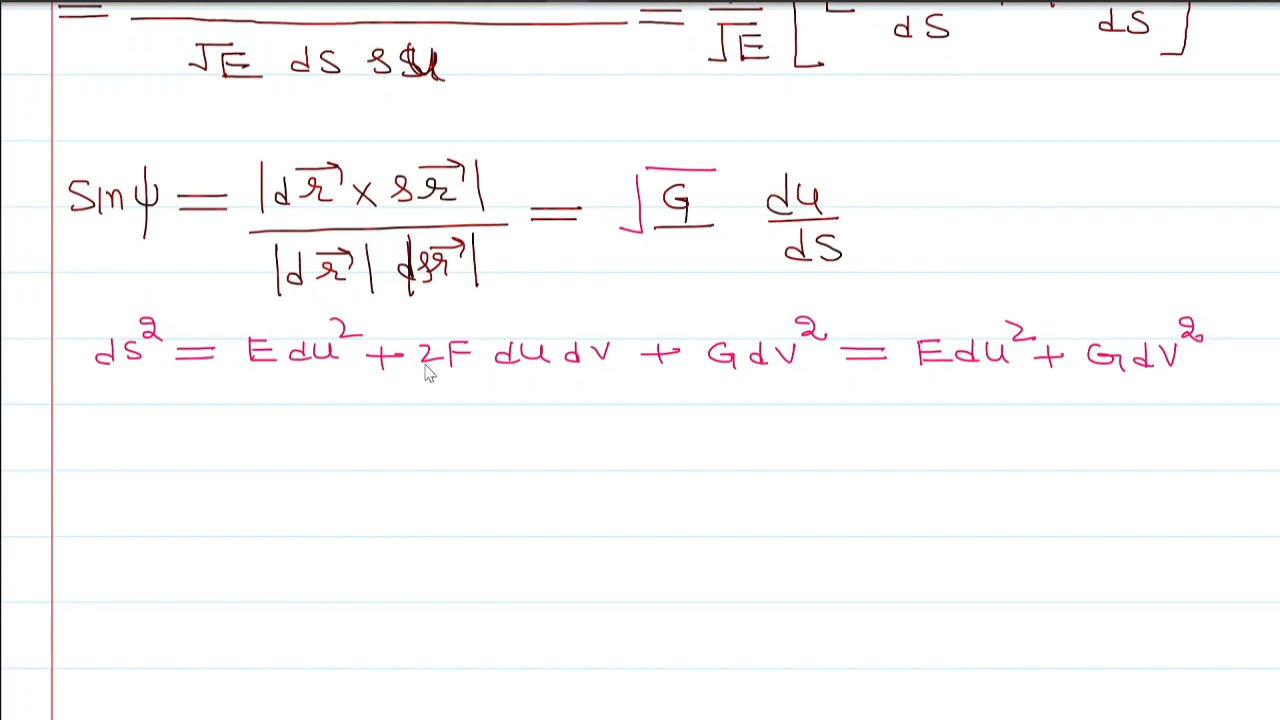 = ――― = ―/√E [ ― dS dS ]
√E dS δu
Sin ψ = |d𝑟⃗ × δ𝑟⃗| / |d𝑟⃗| |δ𝑟⃗| = √G du/dS
dS² = E du² + 2F du dv + G dv² = E du² + G dv²